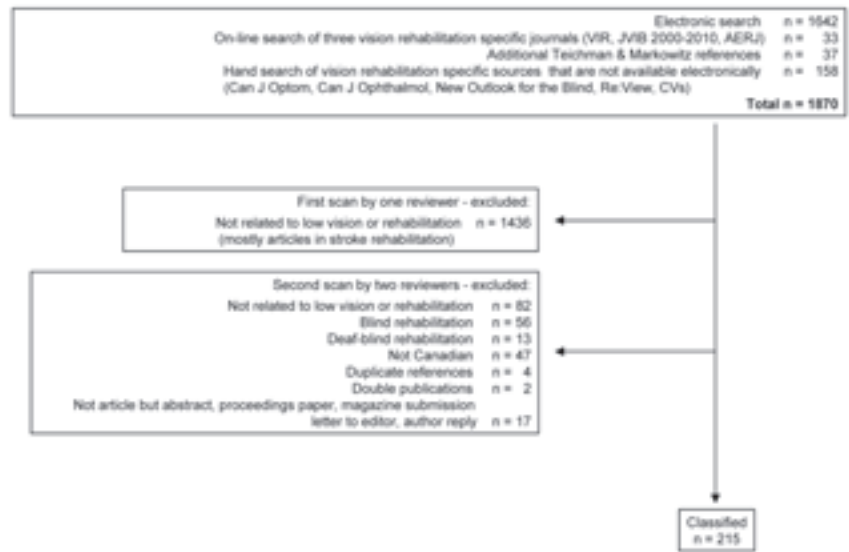 Electronic search n = 1642
On-line search of three vision rehabilitation specific journals (VIR, JVIB 2000-2010, AERJ) n = 33
Additional Teichman & Markowitz references n = 37
Hand search of vision rehabilitation specific sources that are not available electronically n = 158
(Can J Optom, Can J Ophthalmol, New Outlook for the Blind, Re:View, CVs)
Total n = 1870
First scan by one reviewer - excluded:
Not related to low vision or rehabilitation n = 1436
(mostly articles in stroke rehabilitation)
Second scan by two reviewers - excluded:
Not related to low vision or rehabilitation n = 82
Blind rehabilitation n = 56
Deaf-blind rehabilitation n = 13
Not Canadian n = 47
Duplicate references n = 4
Double publications n = 2
Not article but abstract, proceedings paper, magazine submission
letter to editor, author reply n = 17
Classified
n = 215